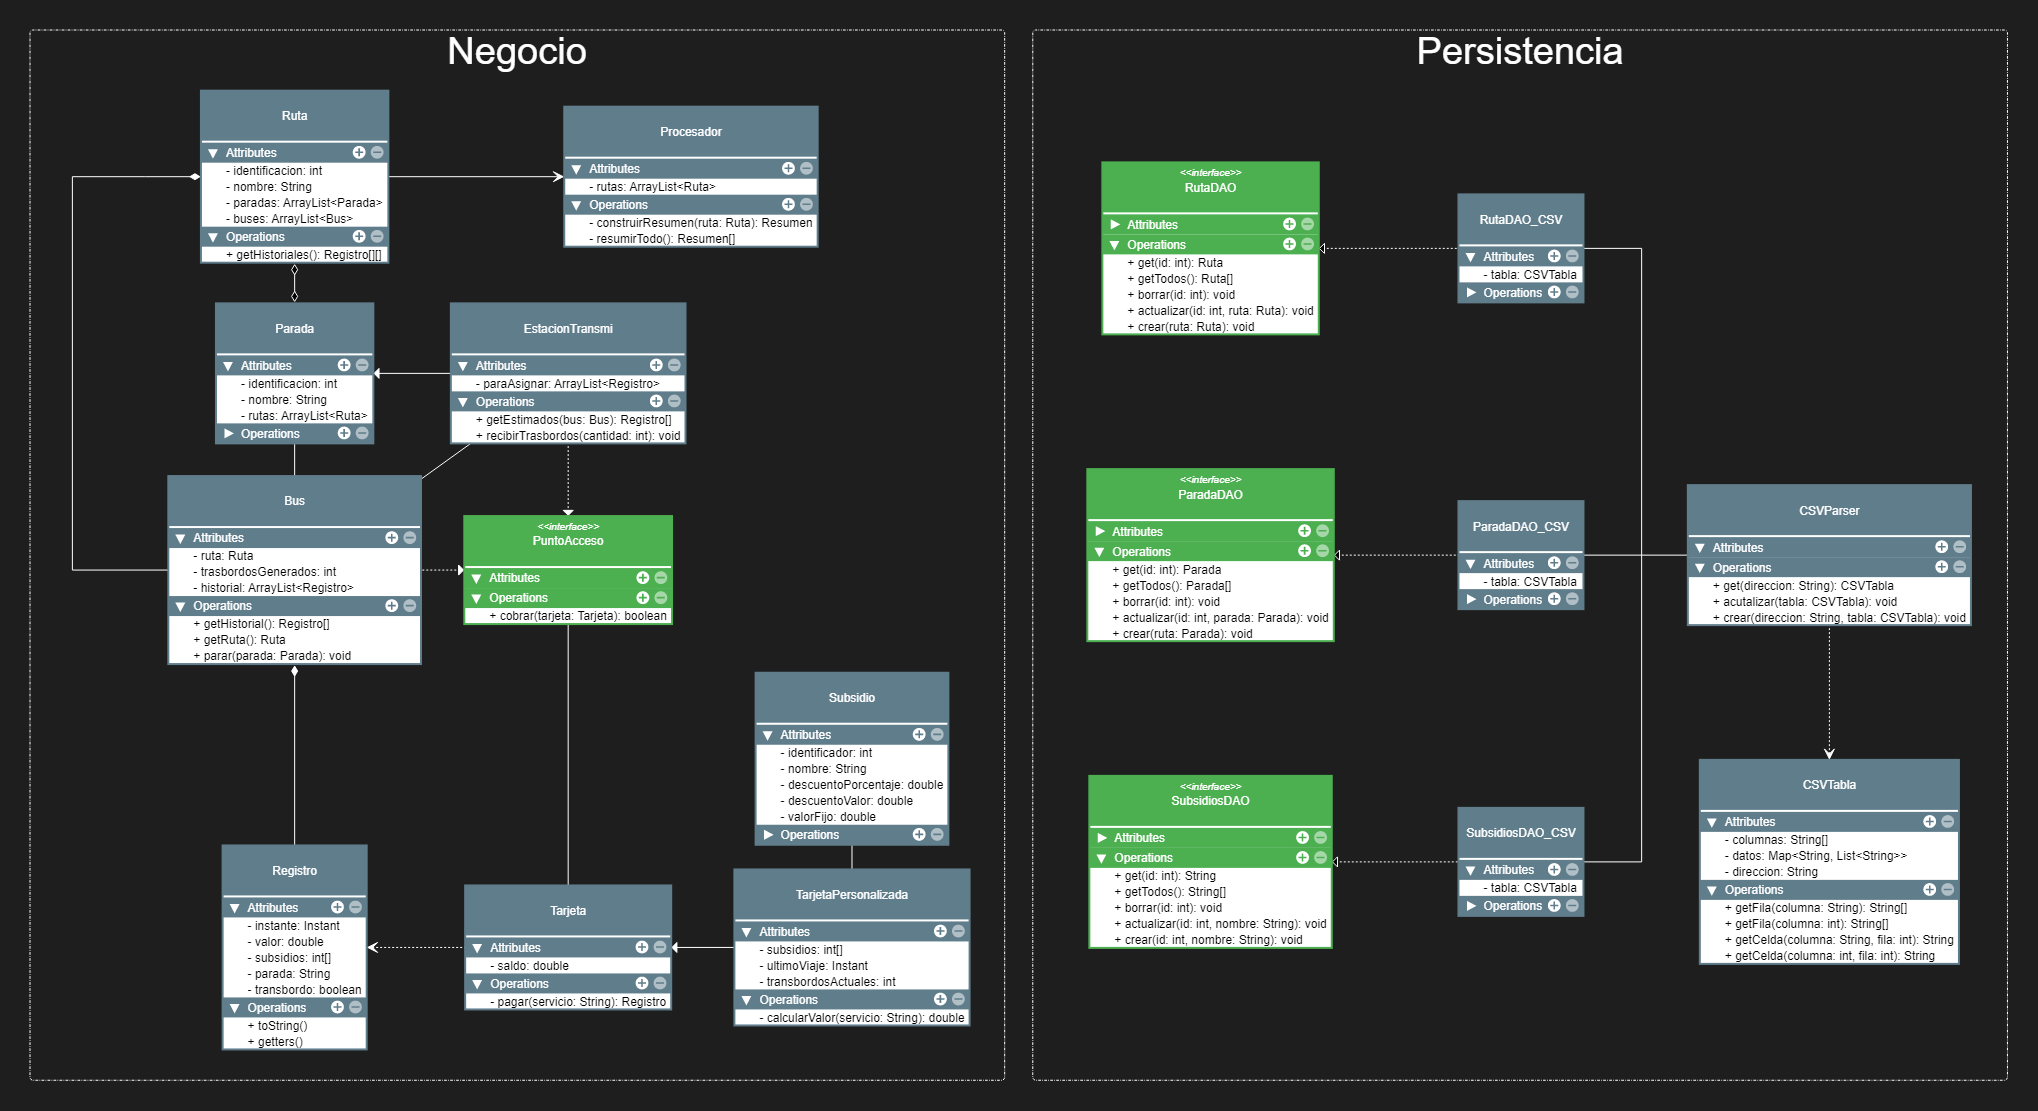 Negocio
Ruta
Attributes
- identificacion: int
- nombre: String
- paradas: ArrayList<Parada>
- buses: ArrayList<Bus>
Operations
+ getHistoriales(): Registro[][]
Procesador
Attributes
- rutas: ArrayList<Ruta>
Operations
- construirResumen(ruta: Ruta): Resumen
- resumirTodo(): Resumen[]
Parada
Attributes
- identificacion: int
- nombre: String
- rutas: ArrayList<Ruta>
Operations
EstacionTransmi
Attributes
- paraAsignar: ArrayList<Registro>
Operations
+ getEstimados(bus: Bus): Registro[]
+ recibirTrasbordos(cantidad: int): void
Bus
Attributes
- ruta: Ruta
- trasbordosGenerados: int
- historial: ArrayList<Registro>
Operations
+ getHistorial(): Registro[]
+ getRuta(): Ruta
+ parar(parada: Parada): void
<<interface>>
PuntoAcceso
Attributes
Operations
+ cobrar(tarjeta: Tarjeta): boolean
Subsidio
Attributes
- identificador: int
- nombre: String
- descuentoPorcentaje: double
- descuentoValor: double
- valorFijo: double
Operations
Registro
Attributes
- instante: Instant
- valor: double
- subsidios: int[]
- parada: String
- transbordo: boolean
Operations
+ toString()
+ getters()
Tarjeta
Attributes
- saldo: double
Operations
- pagar(servicio: String): Registro
TarjetaPersonalizada
Attributes
- subsidios: int[]
- ultimoViaje: Instant
- transbordosActuales: int
Operations
- calcularValor(servicio: String): double
Persistencia
<<interface>>
RutaDAO
Attributes
Operations
+ get(id: int): Ruta
+ getTodos(): Ruta[]
+ borrar(id: int): void
+ actualizar(id: int, ruta: Ruta): void
+ crear(ruta: Ruta): void
RutaDAO_CSV
Attributes
- tabla: CSVTabla
Operations
<<interface>>
ParadaDAO
Attributes
Operations
+ get(id: int): Parada
+ getTodos(): Parada[]
+ borrar(id: int): void
+ actualizar(id: int, parada: Parada): void
+ crear(ruta: Parada): void
ParadaDAO_CSV
Attributes
- tabla: CSVTabla
Operations
CSVParser
Attributes
Operations
+ get(direccion: String): CSVTabla
+ acutalizar(tabla: CSVTabla): void
+ crear(direccion: String, tabla: CSVTabla): void
<<interface>>
SubsidiosDAO
Attributes
Operations
+ get(id: int): String
+ getTodos(): String[]
+ borrar(id: int): void
+ actualizar(id: int, nombre: String): void
+ crear(id: int, nombre: String): void
SubsidiosDAO_CSV
Attributes
- tabla: CSVTabla
Operations
CSVTabla
Attributes
- columnas: String[]
- datos: Map<String, List<String>>
- direccion: String
Operations
+ getFila(columna: String): String[]
+ getFila(columna: int): String[]
+ getCelda(columna: String, fila: int): String
+ getCelda(columna: int, fila: int): String